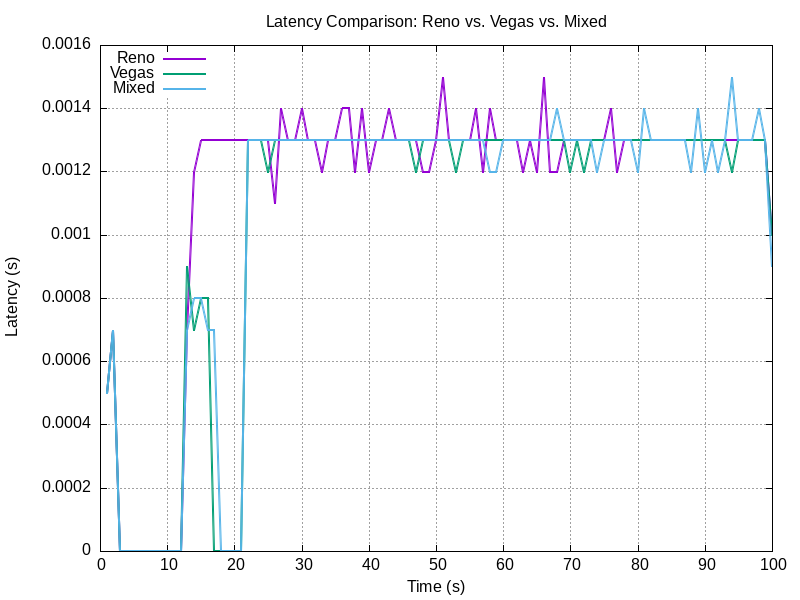 Latency Comparison: Reno vs. Vegas vs. Mixed
Reno
Vegas
Mixed
Latency (s)
0.0016
0.0014
0.0012
0.001
0.0008
0.0006
0.0004
0.0002
0
0 10 20 30 40 50 60 70 80 90 100
Time (s)